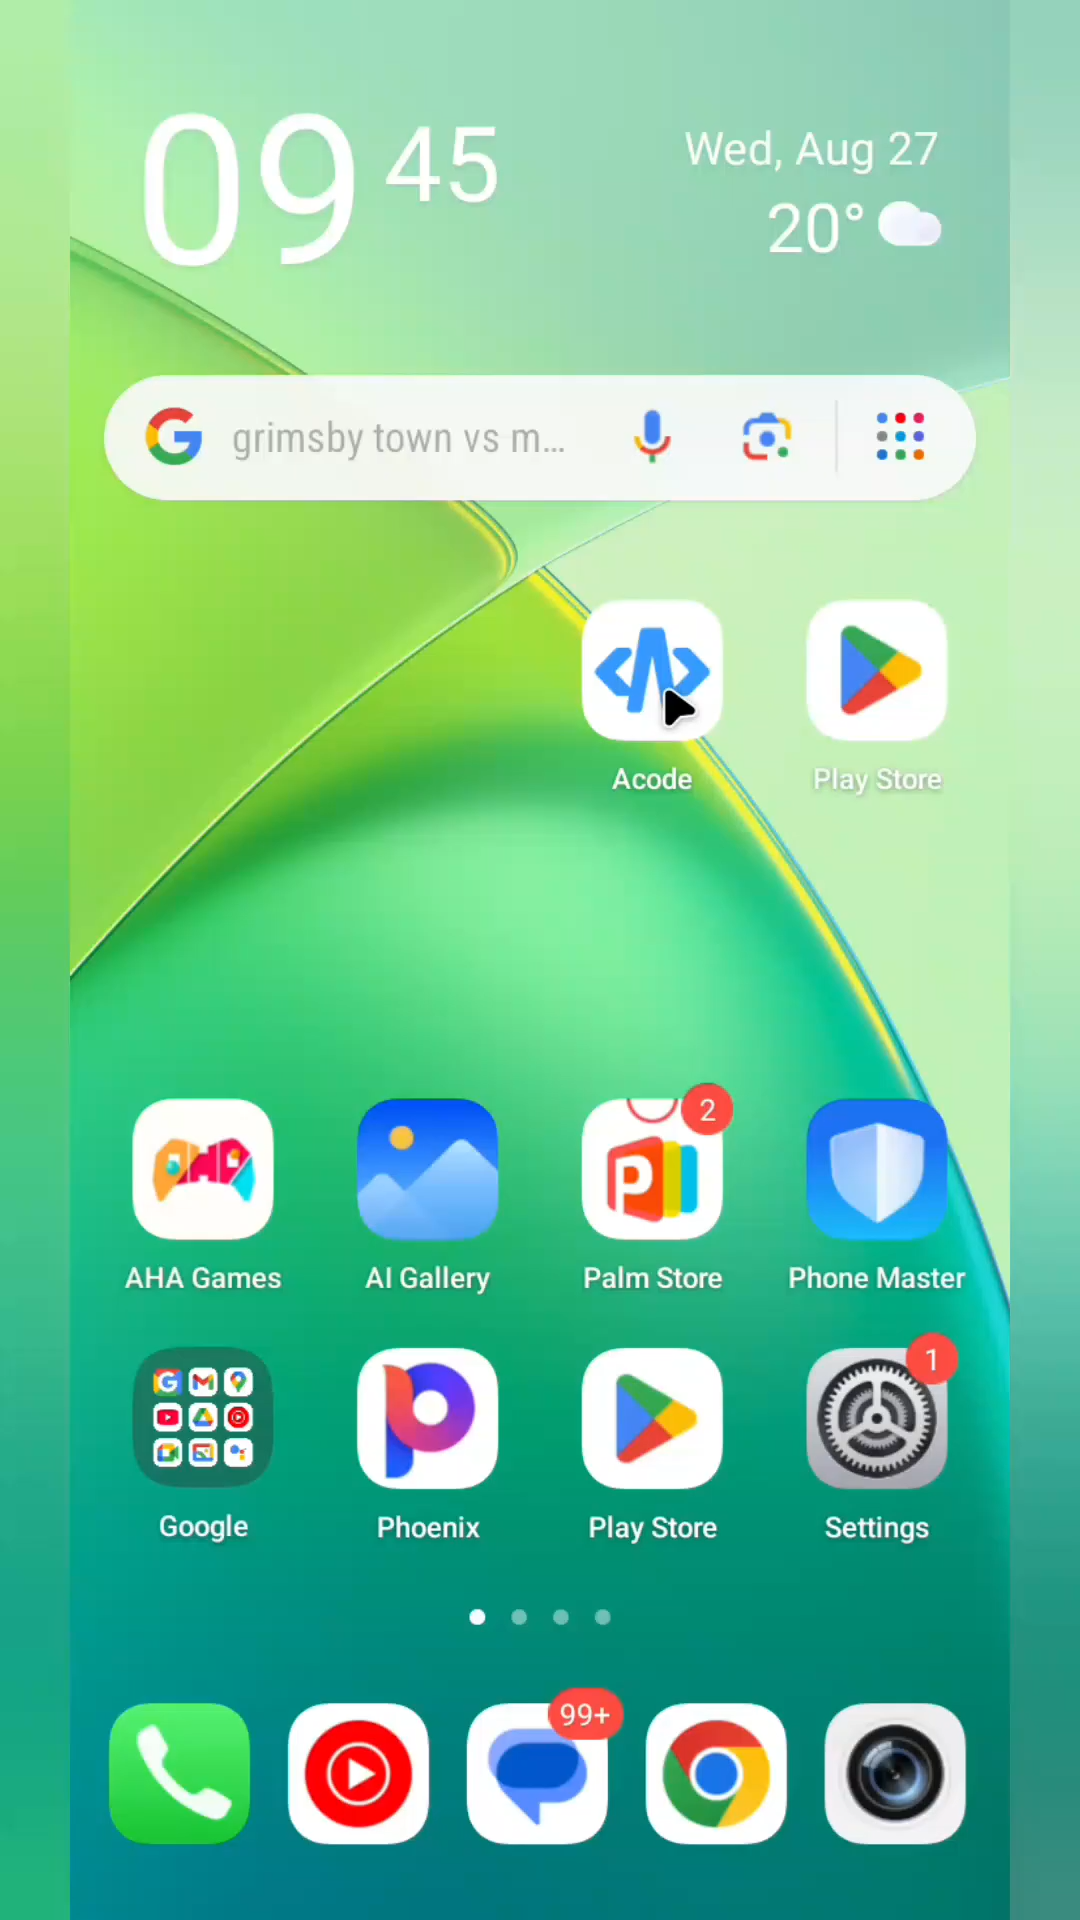 09 45
Wed, Aug 27
20°
grimsby town vs m...
Acode
Play Store
2
AHA Games
AI Gallery
Palm Store
Phone Master
1
Google
Phoenix
Play Store
Settings
99+